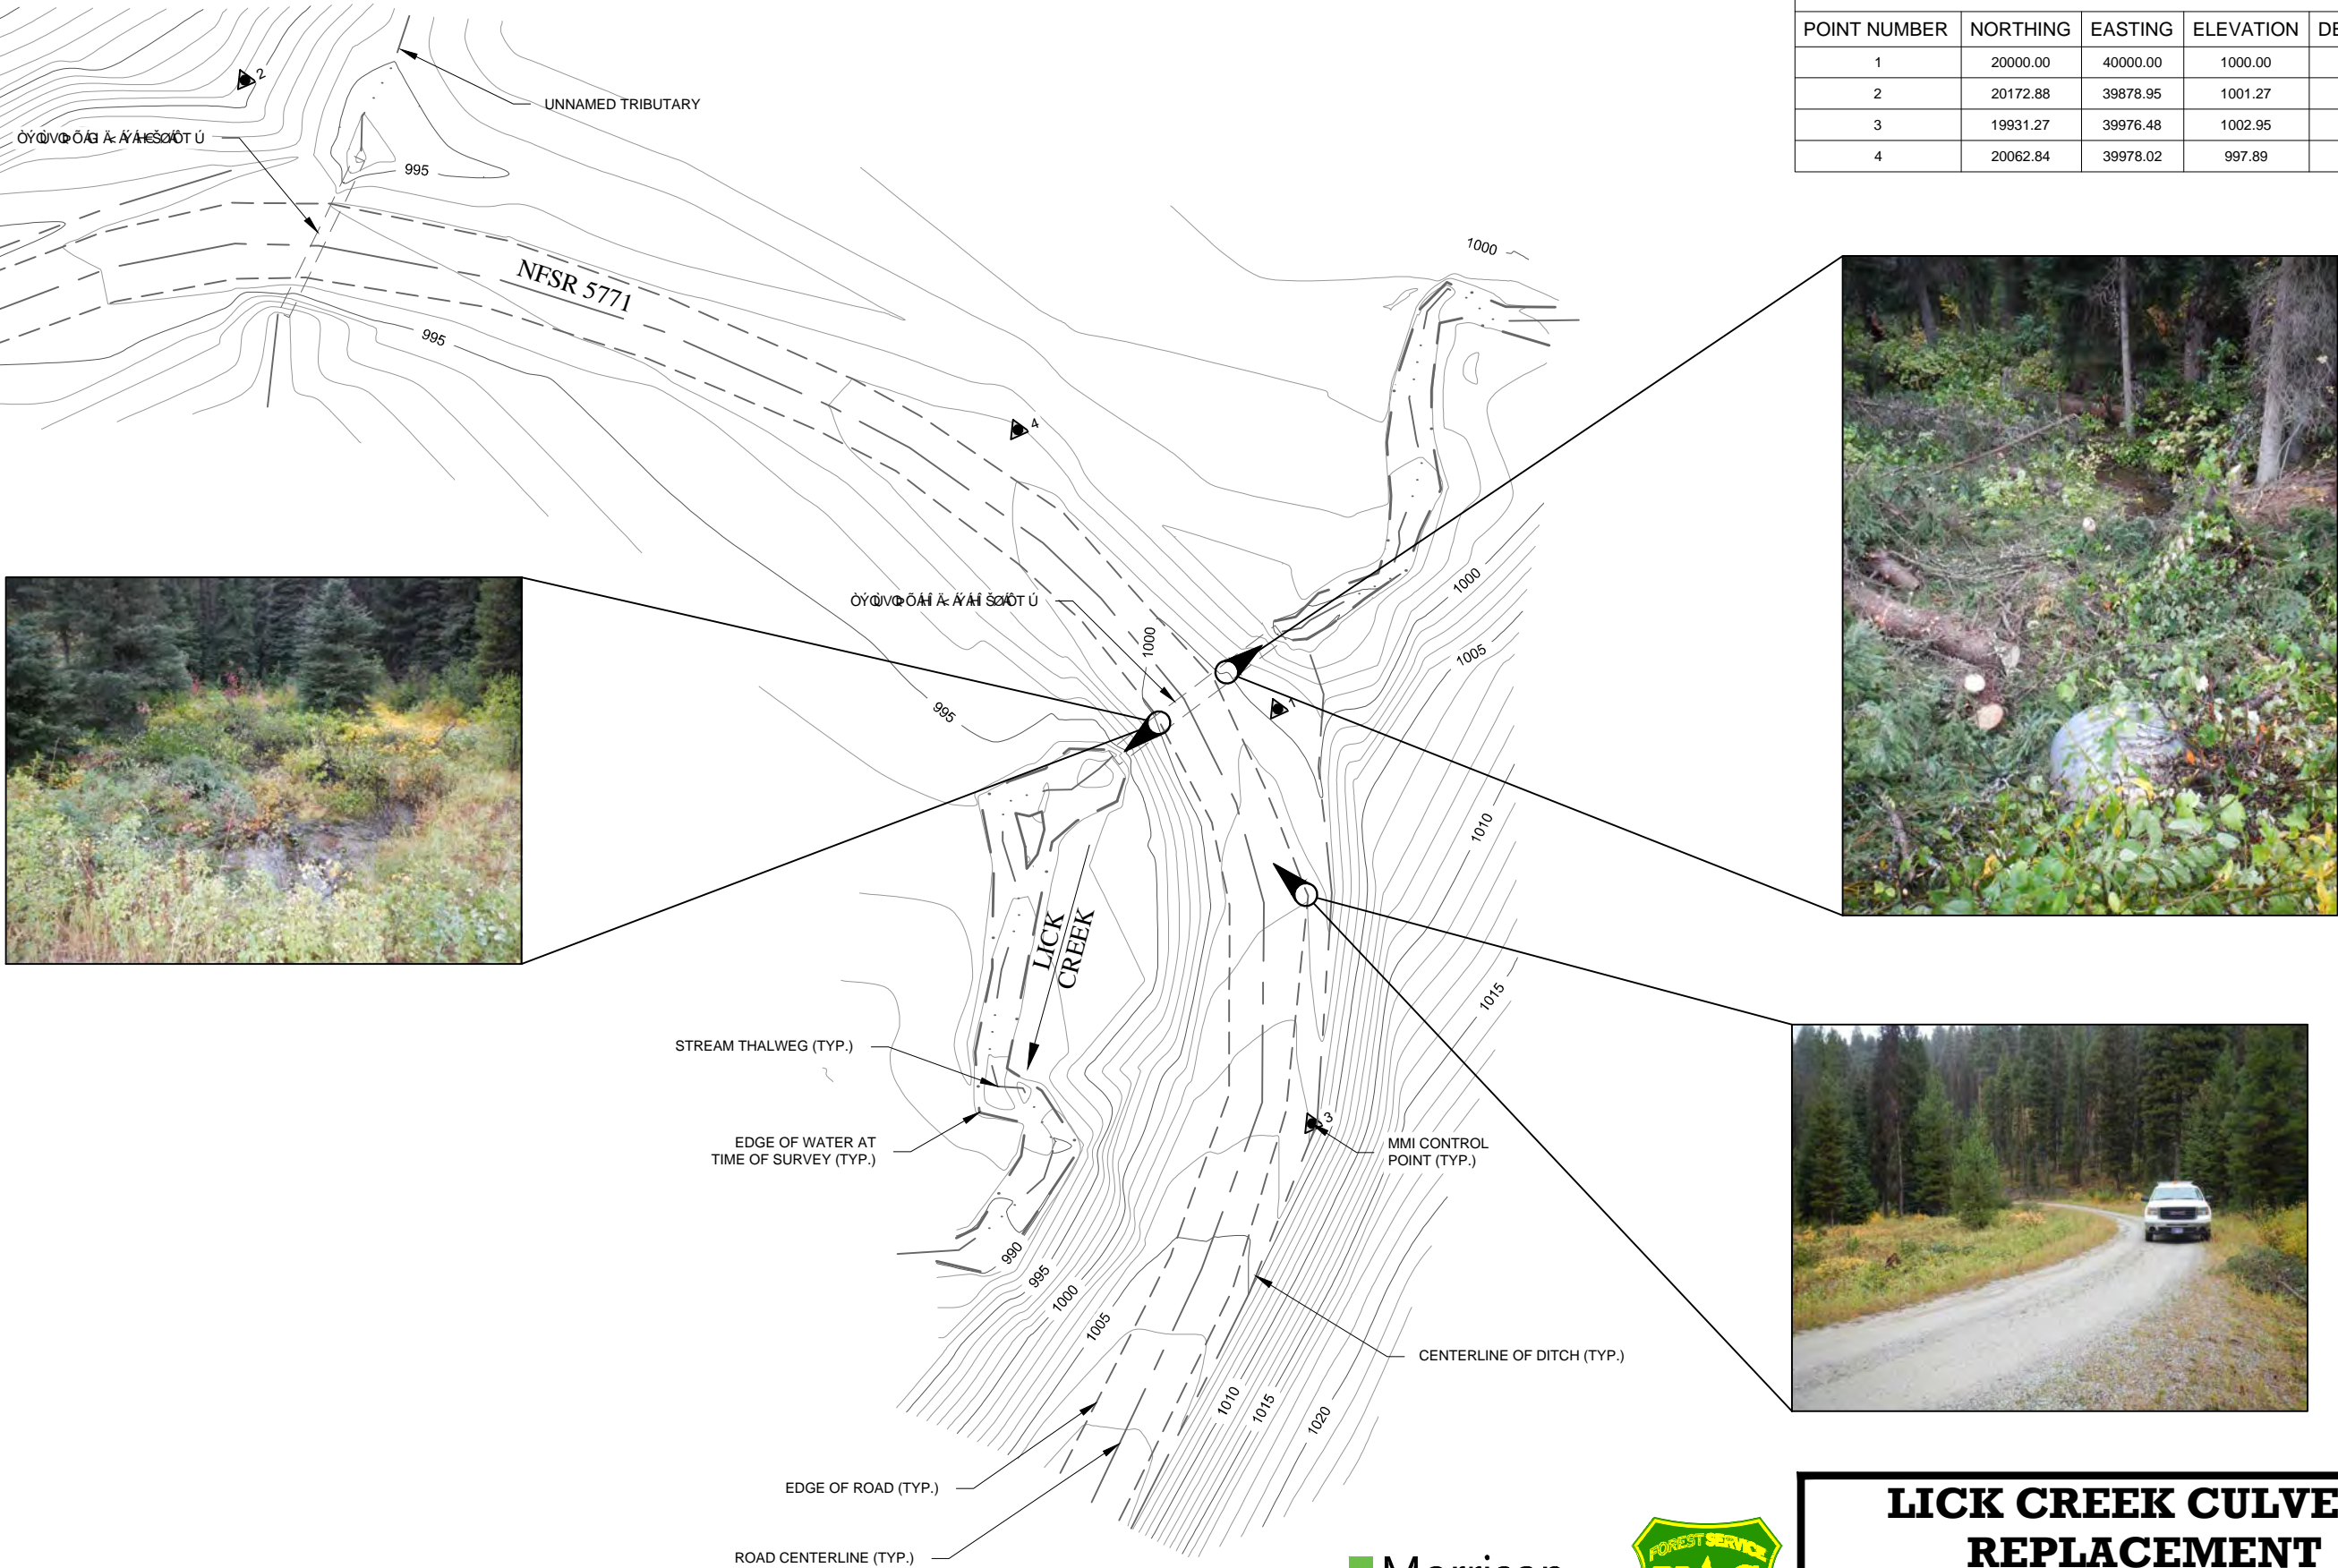 POINT NUMBER NORTHING EASTING ELEVATION
1 20000.00 40000.00 1000.00
2 20172.88 39878.95 1001.27
3 19931.27 39976.48 1002.95
4 20062.84 39978.02 997.89
2
UNNAMED TRIBUTARY
995
1000
NFSR 5771
995
4
1000
1000
1005
1
995
1010
LICK
CREEK
1015
STREAM THALWEG (TYP.)
3
EDGE OF WATER AT
TIME OF SURVEY (TYP.)
MMI CONTROL
POINT (TYP.)
990
995
1000
1005
CENTERLINE OF DITCH (TYP.)
1010
1015
1020
EDGE OF ROAD (TYP.)
ROAD CENTERLINE (TYP.)
LICK CREEK
REPLACEMENT
FOREST SERVICE